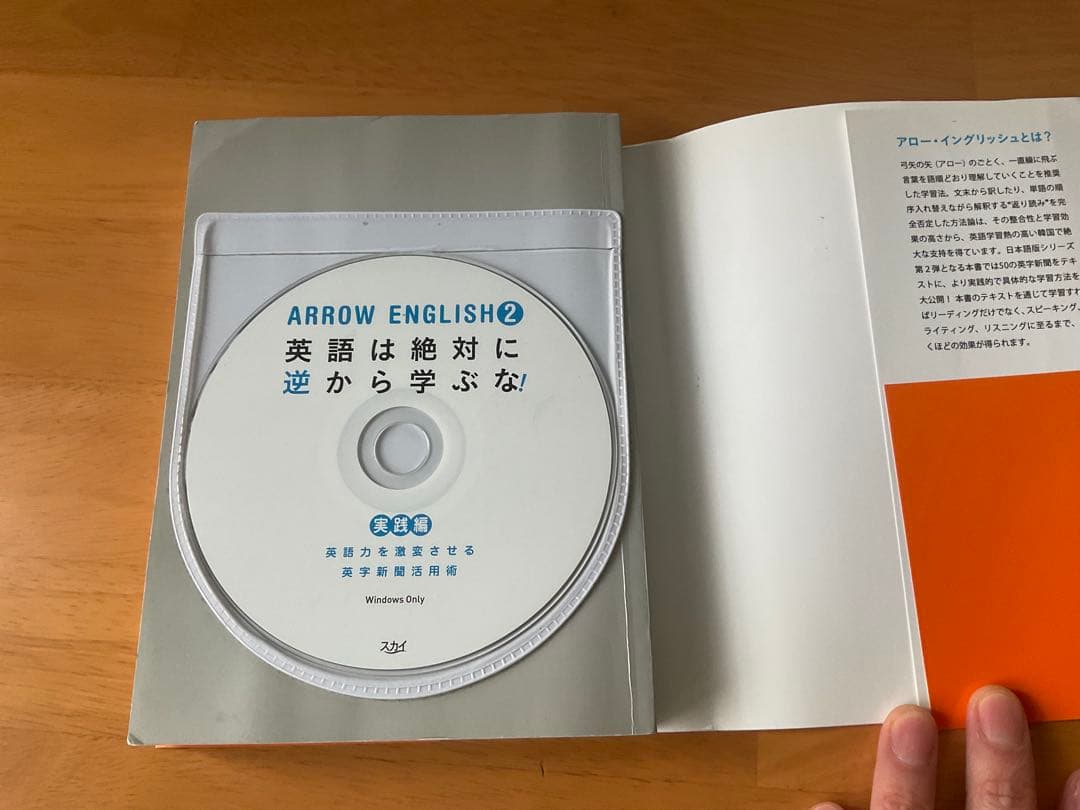 ARROW ENGLISH2
英語は絶対に
逆から学ぶな!
実践編
英語力を激変させる
英字新聞活用術
Windows Only
スカイ
アロー・イングリッシュとは?
弓矢の矢（アロー）のごとく、一直線に飛ぶ
言葉を語順どおり理解していくことを推奨
した学習法。文末から訳したり、単語の順
序入れ替えながら解釈する"返り読み"を完
全否定した方法論は、その整合性と学習効
果の高さから、英語学習熱の高い韓国で絶
大な支持を得ています。日本語版シリーズ
第2弾となる本書では50の英字新聞をテキ
ストに、より実践的で具体的な学習方法を
大公開！本書のテキストを通じて学習すれ
ばリーディングだけでなく、スピーキング、
ライティング、リスニングに至るまで、
くほどの効果が得られます。